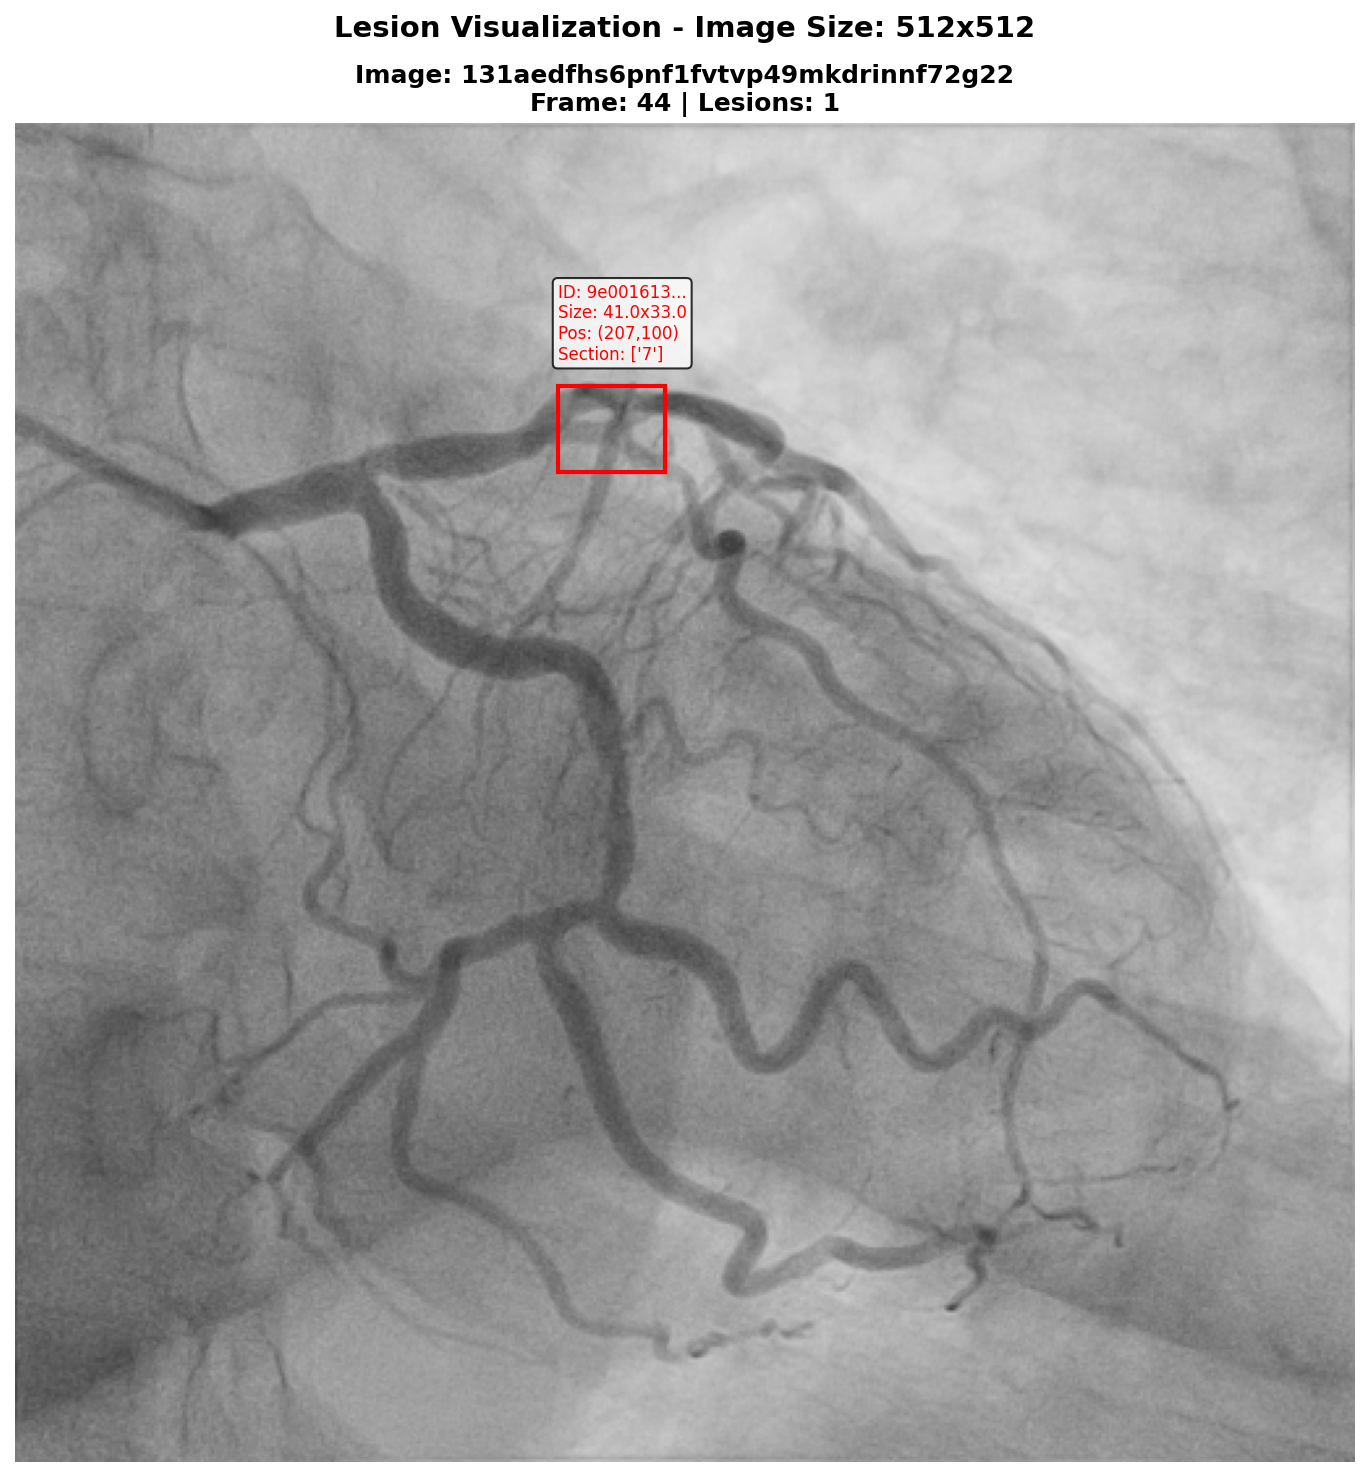 Lesion Visualization - Image Size: 512x512
Image: 131aedfhs6pnf1fvtvp49mkdrinnf72g22
Frame: 44 | Lesions: 1
ID: 9e001613...
Size: 41.0x33.0
Pos: (207,100)
Section: ['7']